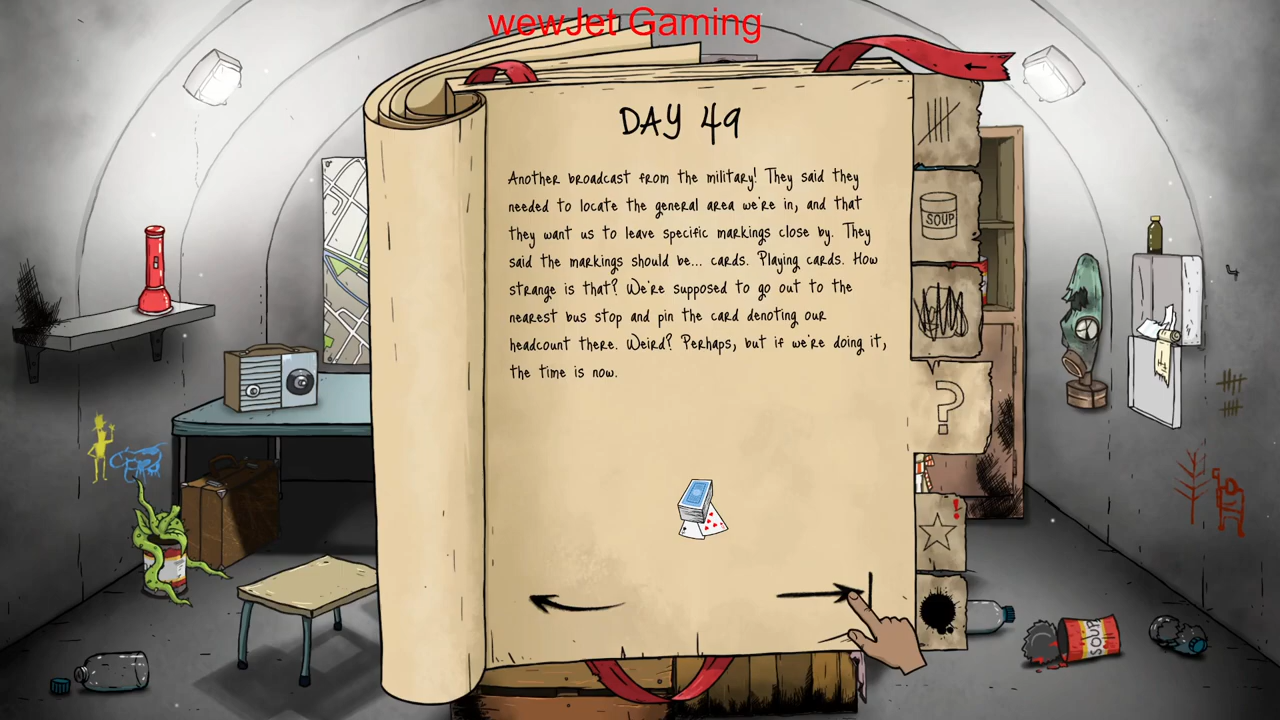 wewJet Gaming
DAY 49
Another broadcast from the military! They said they
needed to locate the general area we're in, and that
they want us to leave specific markings close by. They
said the markings should be... cards. Playing cards. How
strange is that? We're supposed to go out to the
nearest bus stop and pin the card denoting our
headcount there. Weird? Perhaps, but if we're doing it,
the time is now.
SOUP
?
!
SOUP